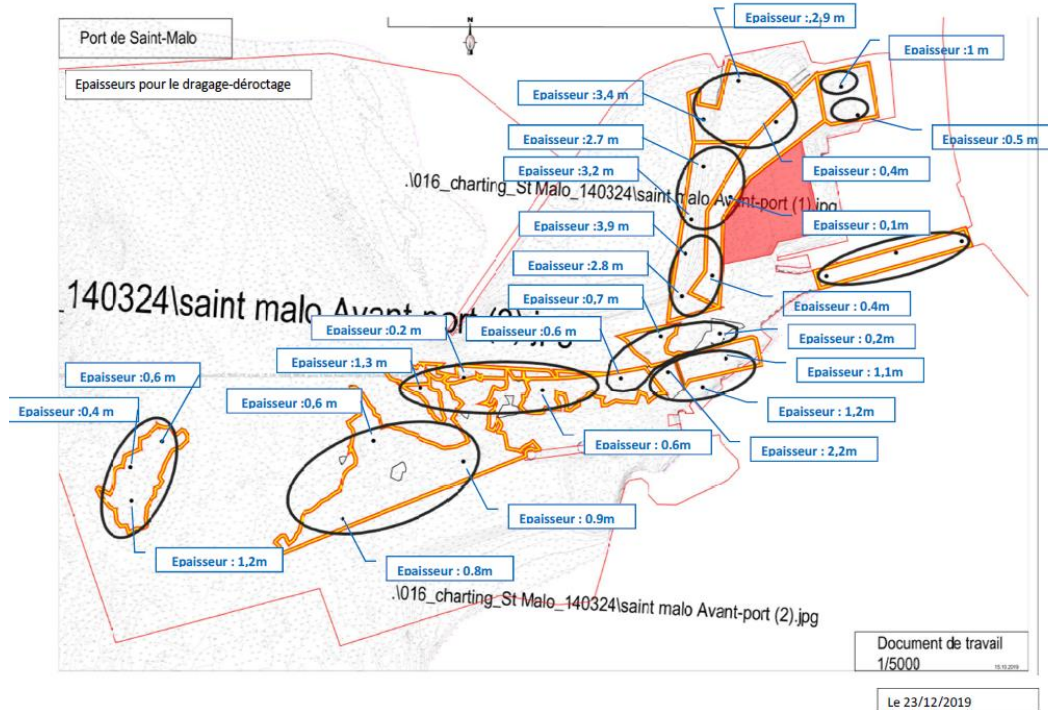 N
Port de Saint-Malo
Epaisseurs pour le dragage-déroctage
Epaisseur :,2,9 m
Epaisseur :1 m
Epaisseur :3,4 m
Epaisseur :0.5 m
Epaisseur :2.7 m
Epaisseur : 0,4m
Epaisseur :3,2 m
.\016_charting_St Malo_140324\saint malo Avant-port (1).jpg
Epaisseur :3,9 m
Epaisseur : 0,1m
Epaisseur :2.8 m
Epaisseur : 0.4m
Epaisseur :0,7 m
_140324\saint malo Avant-port
.jpg
Epaisseur :0.2 m
Epaisseur :0.6 m
Epaisseur : 0,2m
Epaisseur :1,3 m
Epaisseur : 1,1m
Epaisseur :0,6 m
Epaisseur :0,6 m
Epaisseur : 1,2m
Epaisseur :0,4 m
Epaisseur : 0.6m
Epaisseur : 2,2m
Epaisseur : 0.9m
Epaisseur : 1,2m
Epaisseur : 0.8m
.\016_charting_St Malo_140324\saint malo Avant-port (2).jpg
Document de travail
1/5000
15.10.2019
Le 23/12/2019